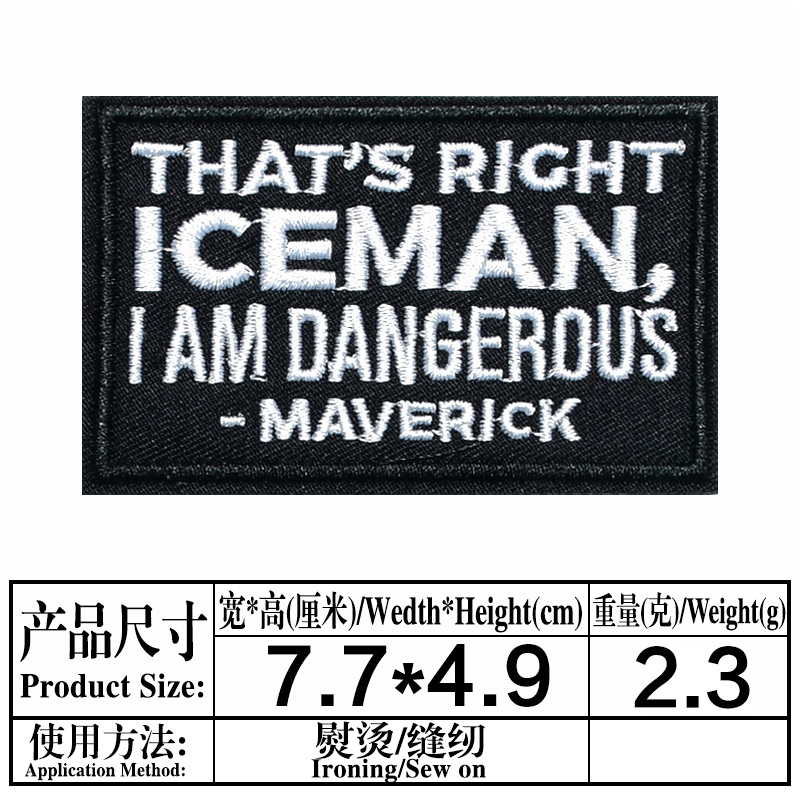 THAT'S RIGHT
ICEMAN,
I AM DANGEROUS
- MAVERICK
产品尺寸
Product Size:
宽*高(厘米)/Wedth*Height(cm)
重量(克)/Weight(g)
7.7*4.9
2.3
使用方法:
Application Method:
熨烫/缝纫
Ironing/Sew on